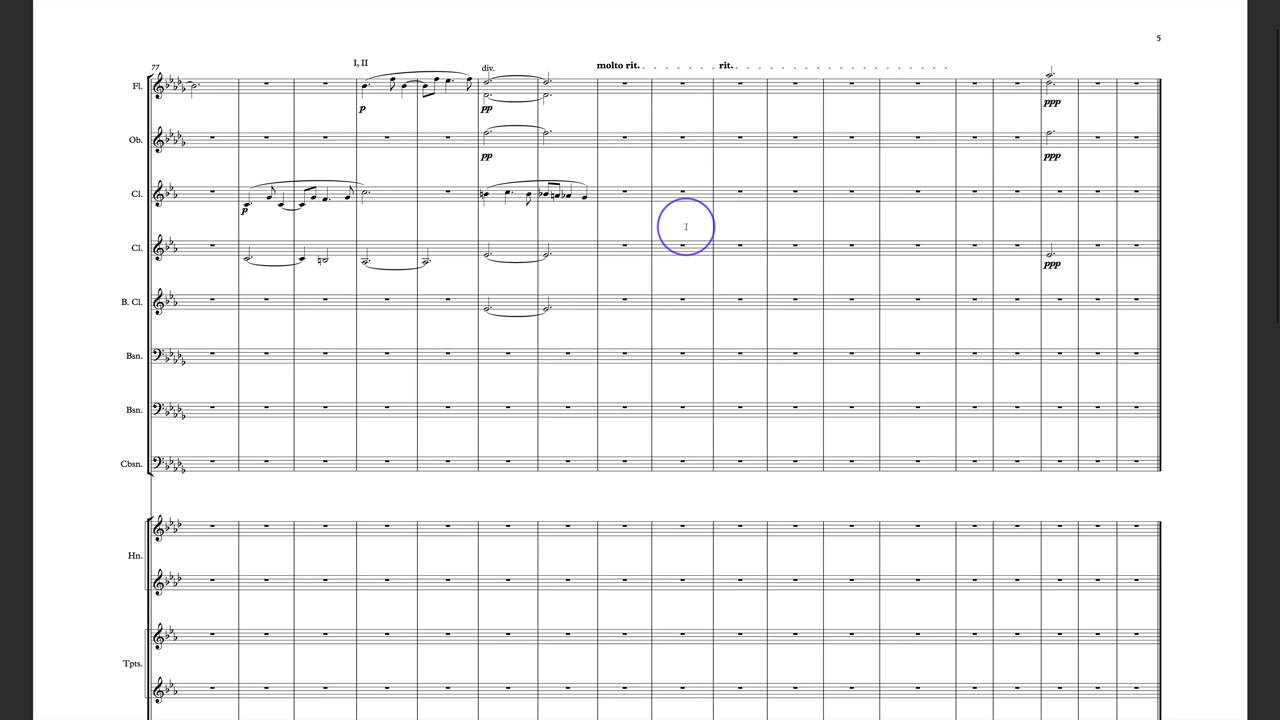 5
77
I, II
div.
molto rit.
rit.
Fl.
p
pp
ppp
Ob.
pp
ppp
Cl.
p
Cl.
ppp
B. Cl.
Bsn.
Bsn.
Cbsn.
Hn.
Tpts.